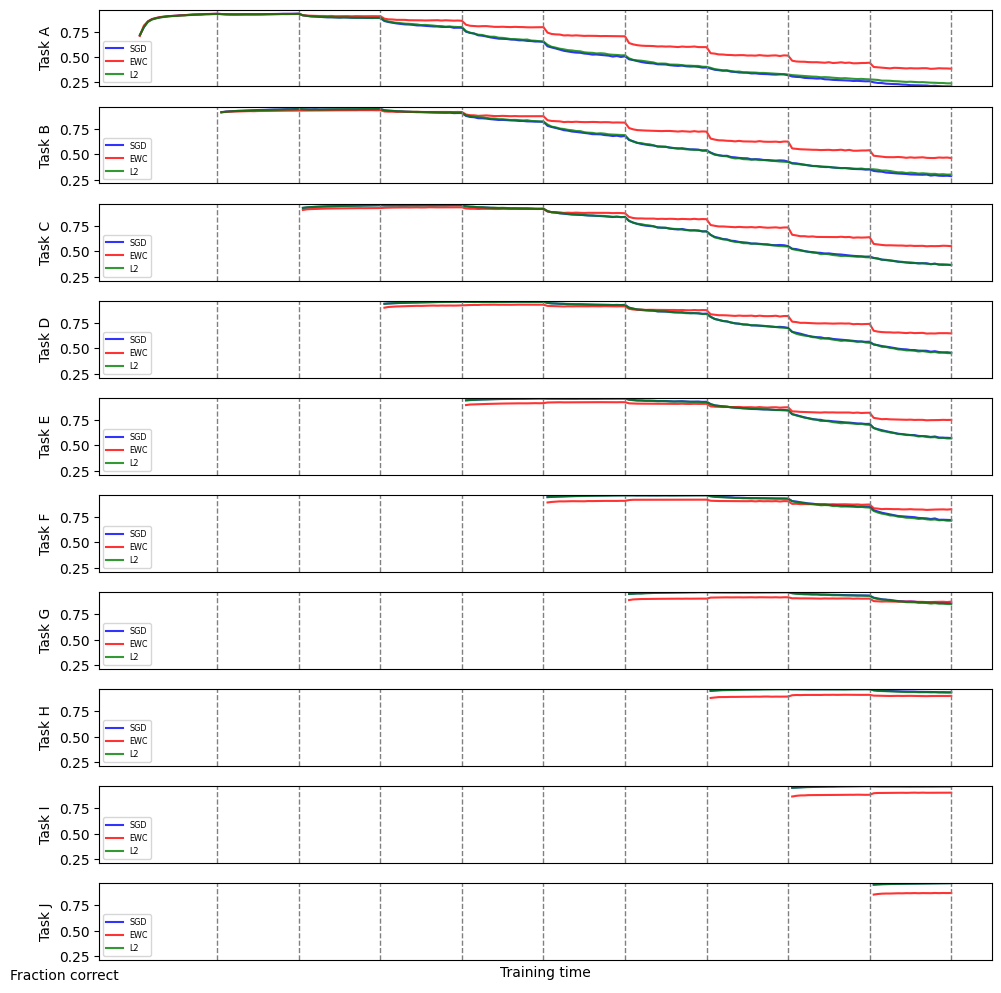 Task A
0.75
0.50
0.25
SGD
EWC
L2
Task B
0.75
0.50
0.25
SGD
EWC
L2
Task C
0.75
0.50
0.25
SGD
EWC
L2
Task D
0.75
0.50
0.25
SGD
EWC
L2
Task E
0.75
0.50
0.25
SGD
EWC
L2
Task F
0.75
0.50
0.25
SGD
EWC
L2
Task G
0.75
0.50
0.25
SGD
EWC
L2
Task H
0.75
0.50
0.25
SGD
EWC
L2
Task I
0.75
0.50
0.25
SGD
EWC
L2
Task J
0.75
0.50
0.25
SGD
EWC
L2
Fraction correct
Training time